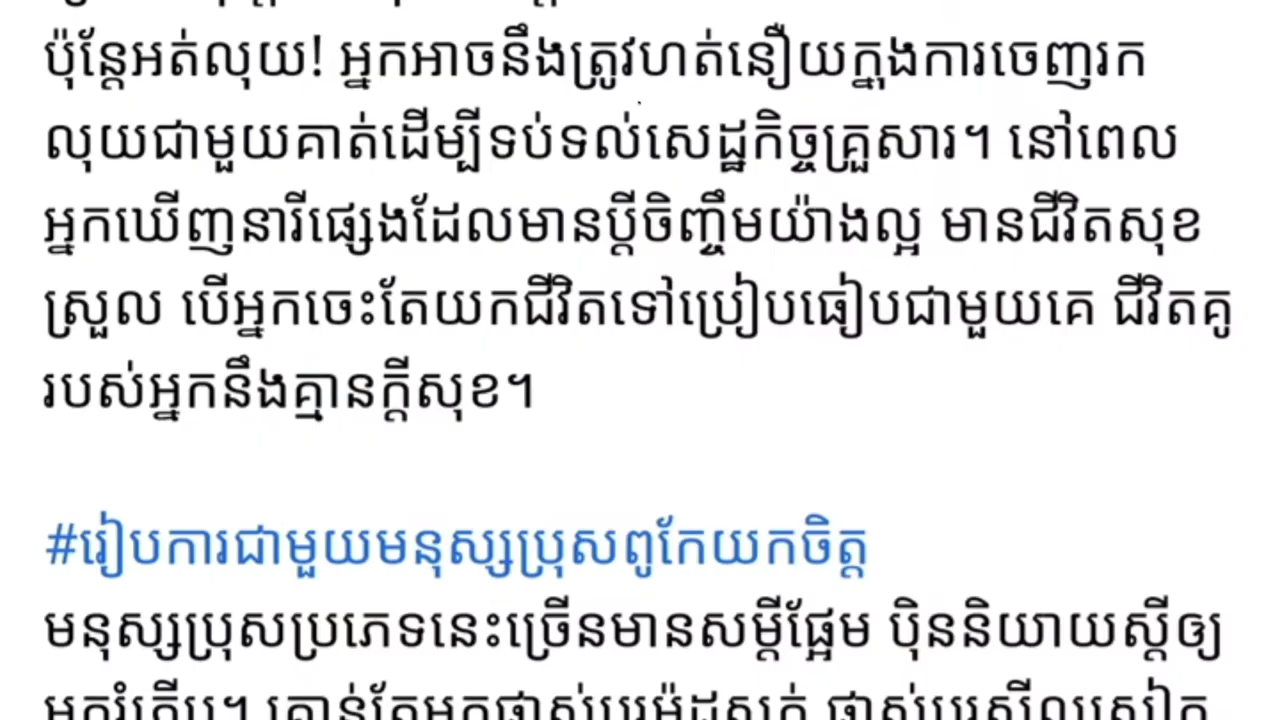 ប៉ុន្តែអត់លុយ! អ្នកអាចនឹងត្រូវហត់នឿយក្នុងការចេញរក
លុយជាមួយគាត់ដើម្បីទប់ទល់សេដ្ឋកិច្ចគ្រួសារ។ នៅពេល
អ្នកឃើញនារីផ្សេងដែលមានប្តីចិញ្ចឹមយ៉ាងល្អ មានជីវិតសុខ
ស្រួល បើអ្នកចេះតែយកជីវិតទៅប្រៀបធៀបជាមួយគេ ជីវិតគូ
របស់អ្នកនឹងគ្មានក្តីសុខ។
#រៀបការជាមួយមនុស្សប្រុសពូកែយកចិត្ត
មនុស្សប្រុសប្រភេទនេះច្រើនមានសម្តីផ្អែម ប៉ិននិយាយស្តីឲ្យ